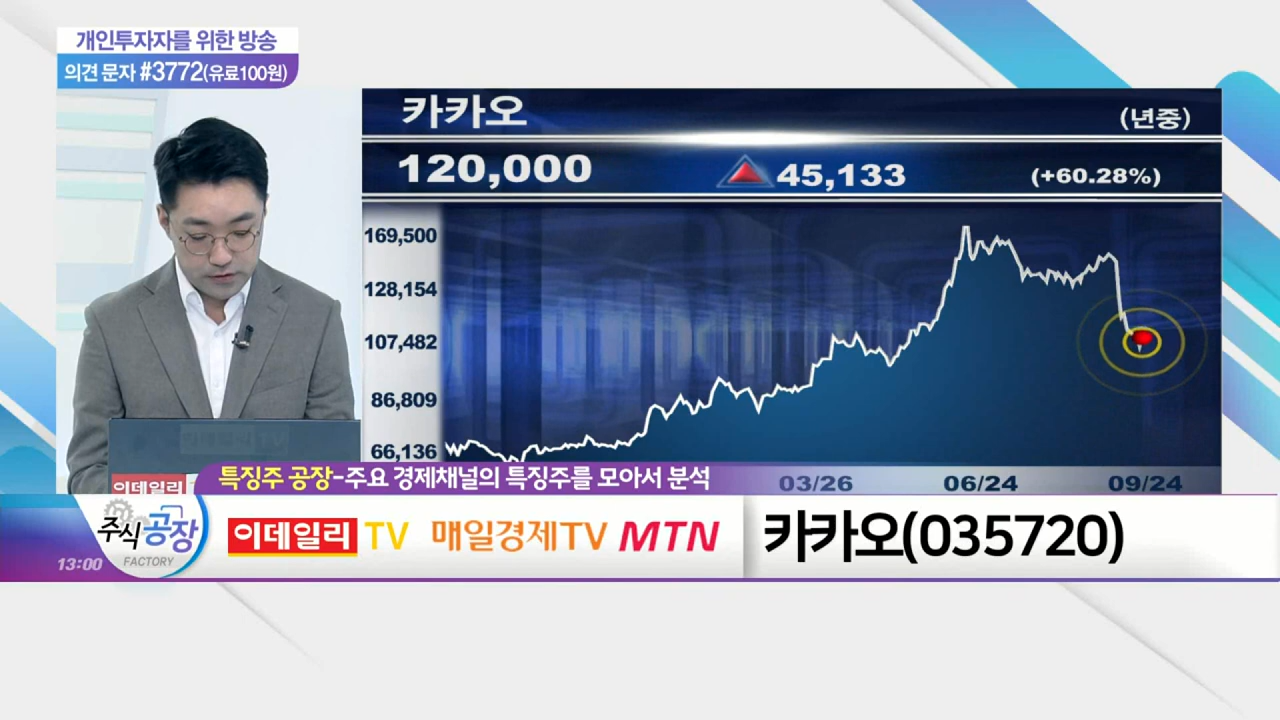 개인투자자를 위한 방송
의견 문자 #3772(유료100원)
카카오
(년중)
120,000 45,133 (+60.28%)
169,500
128,154
107,482
86,809
66,136
03/26 06/24 09/24
이데일리
특징주 공장-주요 경제채널의 특징주를 모아서 분석
주식공장
FACTORY
13:00
이데일리 TV 매일경제TV MTN
카카오(035720)